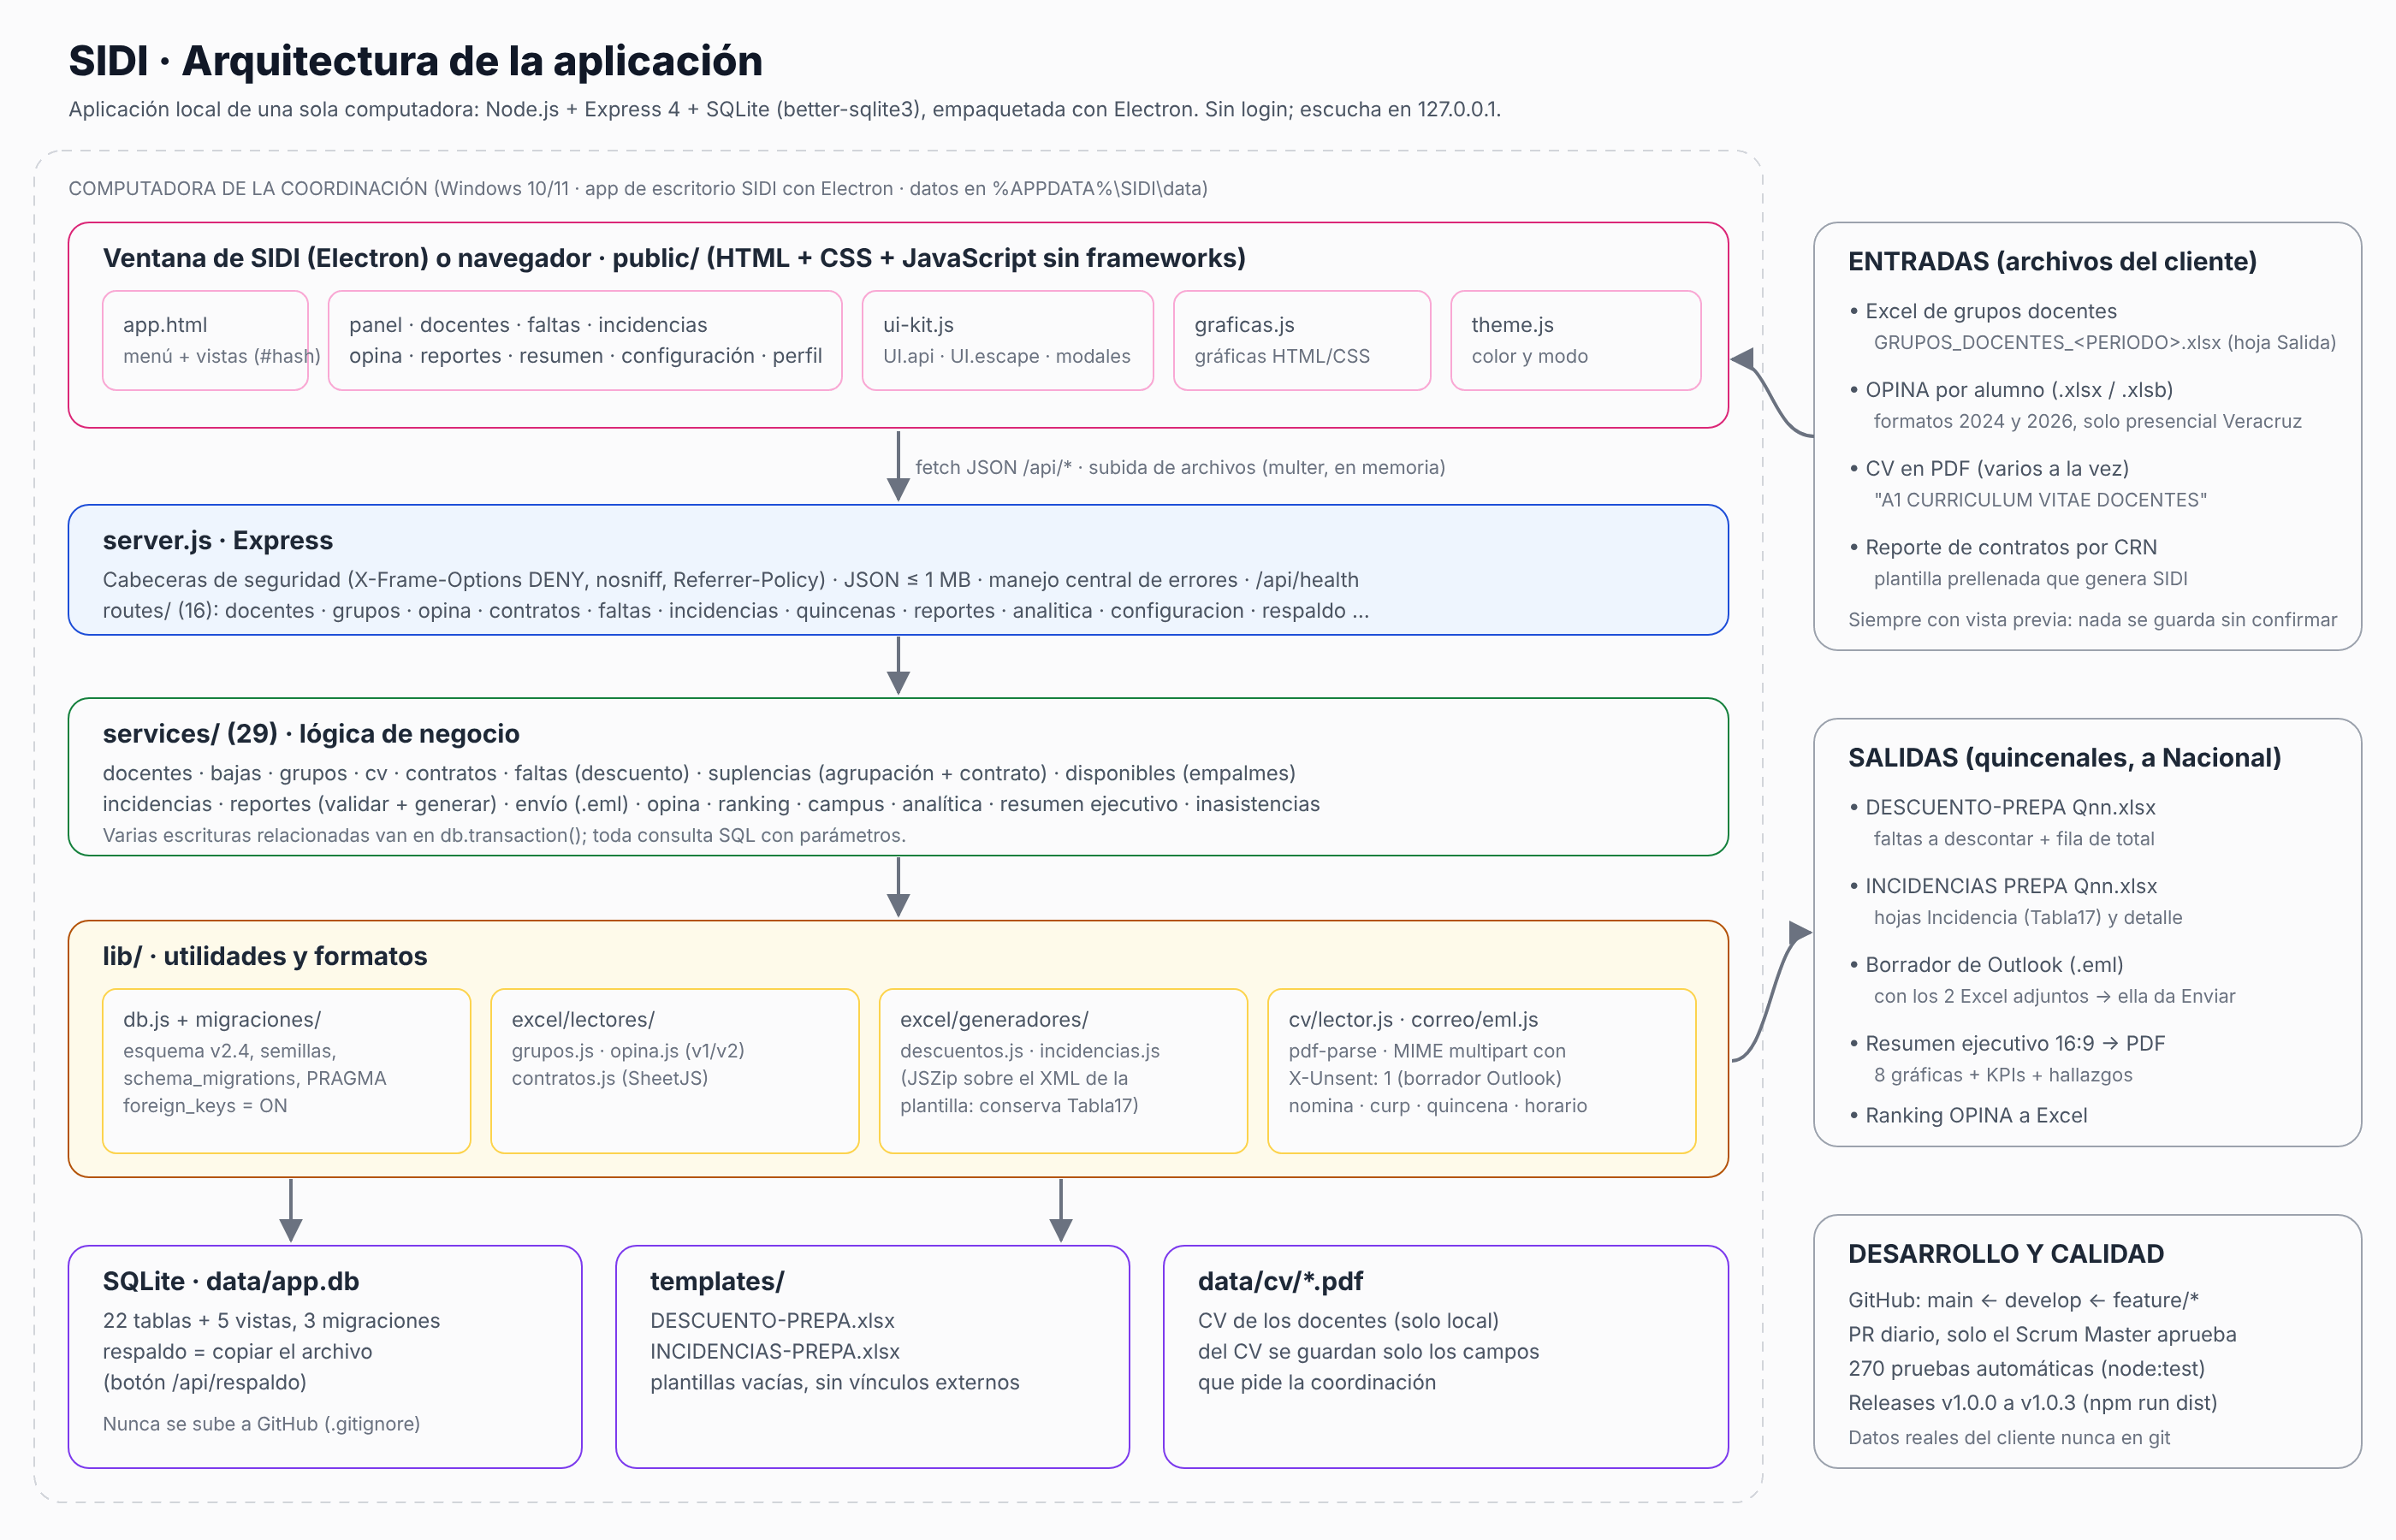 SIDI · Arquitectura de la aplicación
Aplicación local de una sola computadora: Node.js + Express 4 + SQLite (better-sqlite3), empaquetada con Electron. Sin login; escucha en 127.0.0.1.
COMPUTADORA DE LA COORDINACIÓN (Windows 10/11 · app de escritorio SIDI con Electron · datos en %APPDATA%\SIDI\data)
Ventana de SIDI (Electron) o navegador · public/ (HTML + CSS + JavaScript sin frameworks)
app.html
menú + vistas (#hash)
panel · docentes · faltas · incidencias
opina · reportes · resumen · configuración · perfil
ui-kit.js
UI.api · UI.escape · modales
graficas.js
gráficas HTML/CSS
theme.js
color y modo
fetch JSON /api/* · subida de archivos (multer, en memoria)
server.js · Express
Cabeceras de seguridad (X-Frame-Options DENY, nosniff, Referrer-Policy) · JSON ≤ 1 MB · manejo central de errores · /api/health
routes/ (16): docentes · grupos · opina · contratos · faltas · incidencias · quincenas · reportes · analitica · configuracion · respaldo ...
services/ (29) · lógica de negocio
docentes · bajas · grupos · cv · contratos · faltas (descuento) · suplencias (agrupación + contrato) · disponibles (empalmes)
incidencias · reportes (validar + generar) · envío (.eml) · opina · ranking · campus · analítica · resumen ejecutivo · inasistencias
Varias escrituras relacionadas van en db.transaction(); toda consulta SQL con parámetros.
lib/ · utilidades y formatos
db.js + migraciones/
esquema v2.4, semillas,
schema_migrations, PRAGMA
foreign_keys = ON
excel/lectores/
grupos.js · opina.js (v1/v2)
contratos.js (SheetJS)
excel/generadores/
descuentos.js · incidencias.js
(JSZip sobre el XML de la
plantilla: conserva Tabla17)
cv/lector.js · correo/eml.js
pdf-parse · MIME multipart con
X-Unsent: 1 (borrador Outlook)
nomina · curp · quincena · horario
SQLite · data/app.db
22 tablas + 5 vistas, 3 migraciones
respaldo = copiar el archivo
(botón /api/respaldo)
Nunca se sube a GitHub (.gitignore)
templates/
DESCUENTO-PREPA.xlsx
INCIDENCIAS-PREPA.xlsx
plantillas vacías, sin vínculos externos
data/cv/*.pdf
CV de los docentes (solo local)
del CV se guardan solo los campos
que pide la coordinación
ENTRADAS (archivos del cliente)
• Excel de grupos docentes
GRUPOS_DOCENTES_<PERIODO>.xlsx (hoja Salida)
• OPINA por alumno (.xlsx / .xlsb)
formatos 2024 y 2026, solo presencial Veracruz
• CV en PDF (varios a la vez)
"A1 CURRICULUM VITAE DOCENTES"
• Reporte de contratos por CRN
plantilla prellenada que genera SIDI
Siempre con vista previa: nada se guarda sin confirmar
SALIDAS (quincenales, a Nacional)
• DESCUENTO-PREPA Qnn.xlsx
faltas a descontar + fila de total
• INCIDENCIAS PREPA Qnn.xlsx
hojas Incidencia (Tabla17) y detalle
• Borrador de Outlook (.eml)
con los 2 Excel adjuntos → ella da Enviar
• Resumen ejecutivo 16:9 → PDF
8 gráficas + KPIs + hallazgos
• Ranking OPINA a Excel
DESARROLLO Y CALIDAD
GitHub: main ← develop ← feature/*
PR diario, solo el Scrum Master aprueba
270 pruebas automáticas (node:test)
Releases v1.0.0 a v1.0.3 (npm run dist)
Datos reales del cliente nunca en git